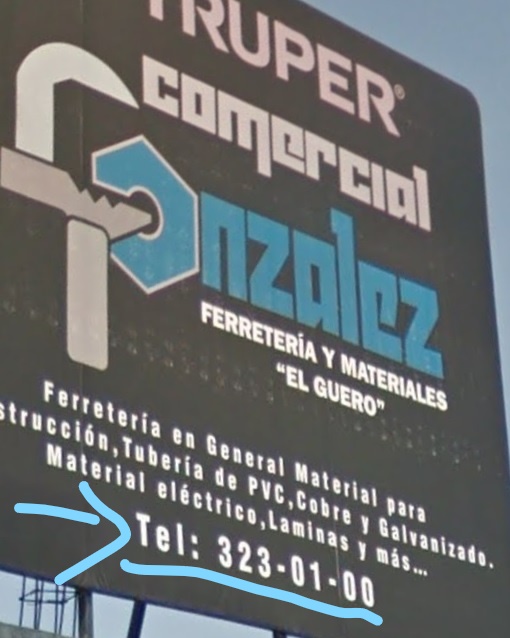 TRUPER®
comercial
Gonzalez
FERRETERÍA Y MATERIALES
"EL GUERO"
Ferretería en General Material para
strucción, Tubería de PVC, Cobre y Galvanizado.
Material eléctrico, Laminas y más...
Tel: 323-01-00